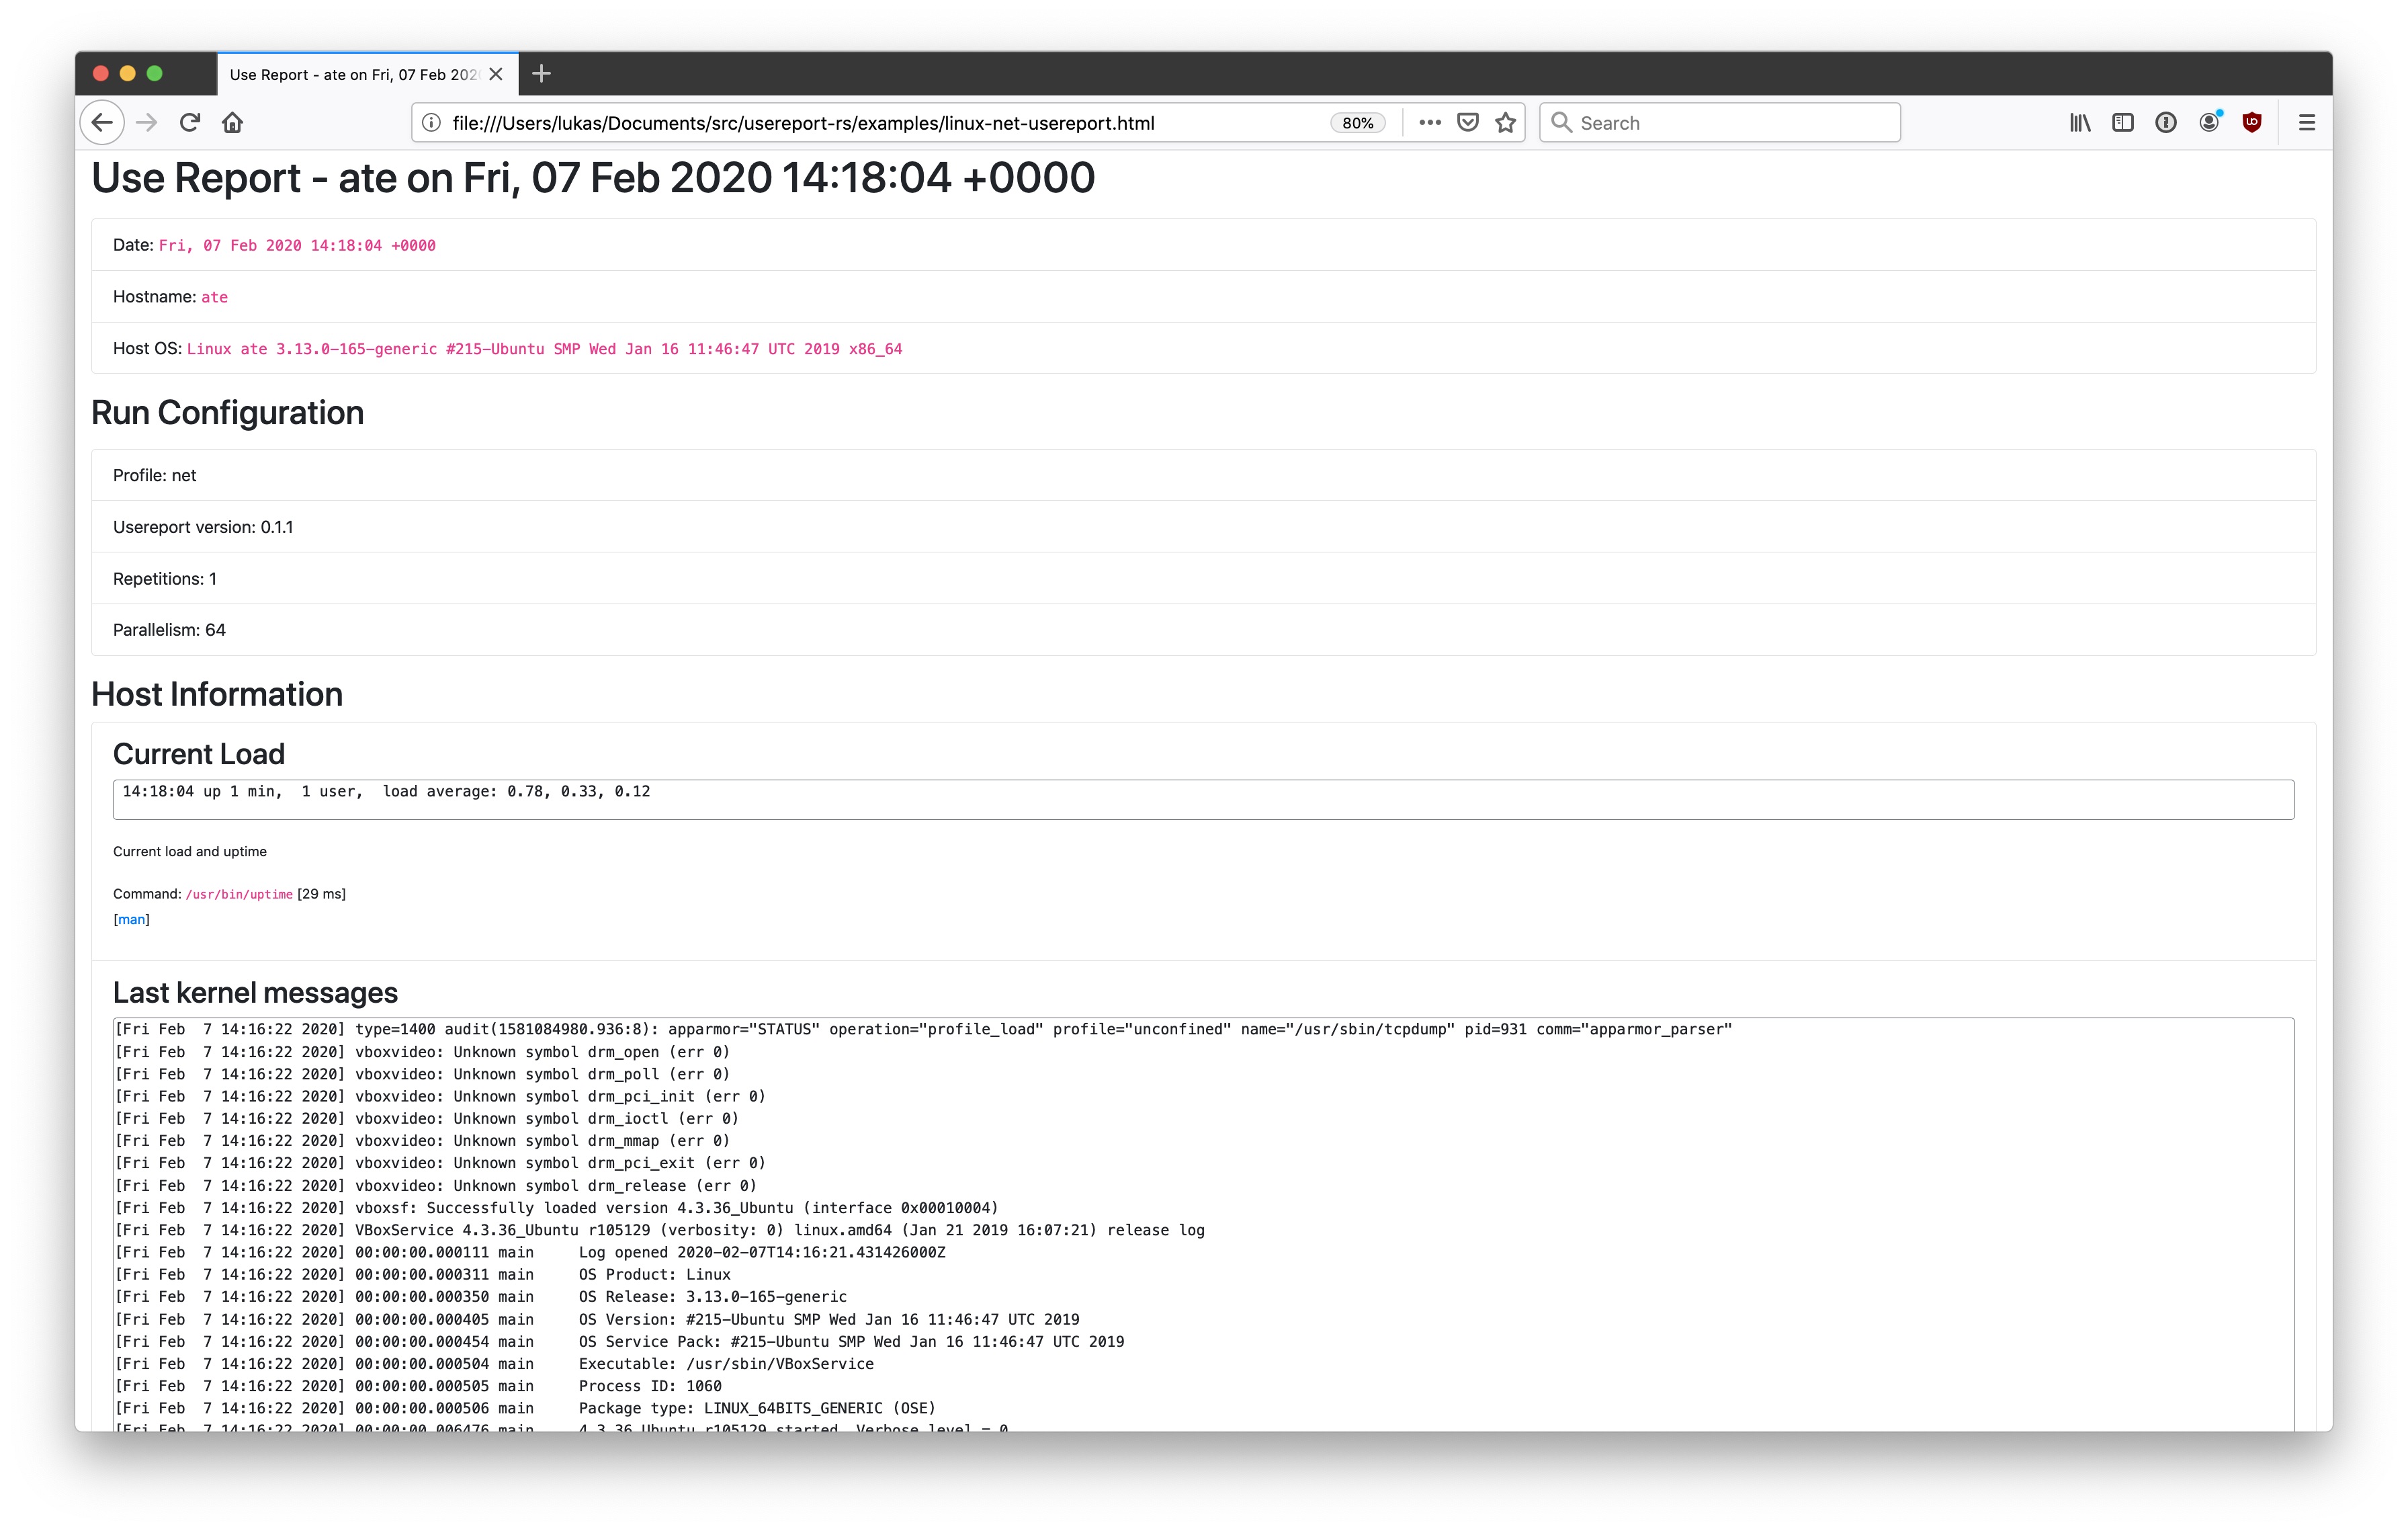 Use Report - ate on Fri, 07 Feb 202
file:///Users/lukas/Documents/src/usereport-rs/examples/linux-net-usereport.html
80%
Search
Use Report - ate on Fri, 07 Feb 2020 14:18:04 +0000
Date: Fri, 07 Feb 2020 14:18:04 +0000
Hostname: ate
Host OS: Linux ate 3.13.0-165-generic #215-Ubuntu SMP Wed Jan 16 11:46:47 UTC 2019 x86_64
Run Configuration
Profile: net
Usereport version: 0.1.1
Repetitions: 1
Parallelism: 64
Host Information
Current Load
14:18:04 up 1 min,  1 user,  load average: 0.78, 0.33, 0.12
Current load and uptime
Command: /usr/bin/uptime [29 ms]
[man]
Last kernel messages
[Fri Feb  7 14:16:22 2020] type=1400 audit(1581084980.936:8): apparmor="STATUS" operation="profile_load" profile="unconfined" name="/usr/sbin/tcpdump" pid=931 comm="apparmor_parser"
[Fri Feb  7 14:16:22 2020] vboxvideo: Unknown symbol drm_open (err 0)
[Fri Feb  7 14:16:22 2020] vboxvideo: Unknown symbol drm_poll (err 0)
[Fri Feb  7 14:16:22 2020] vboxvideo: Unknown symbol drm_pci_init (err 0)
[Fri Feb  7 14:16:22 2020] vboxvideo: Unknown symbol drm_ioctl (err 0)
[Fri Feb  7 14:16:22 2020] vboxvideo: Unknown symbol drm_mmap (err 0)
[Fri Feb  7 14:16:22 2020] vboxvideo: Unknown symbol drm_pci_exit (err 0)
[Fri Feb  7 14:16:22 2020] vboxvideo: Unknown symbol drm_release (err 0)
[Fri Feb  7 14:16:22 2020] vboxsf: Successfully loaded version 4.3.36_Ubuntu (interface 0x00010004)
[Fri Feb  7 14:16:22 2020] VBoxService 4.3.36_Ubuntu r105129 (verbosity: 0) linux.amd64 (Jan 21 2019 16:07:21) release log
[Fri Feb  7 14:16:22 2020] 00:00:00.000111 main     Log opened 2020-02-07T14:16:21.431426000Z
[Fri Feb  7 14:16:22 2020] 00:00:00.000311 main     OS Product: Linux
[Fri Feb  7 14:16:22 2020] 00:00:00.000350 main     OS Release: 3.13.0-165-generic
[Fri Feb  7 14:16:22 2020] 00:00:00.000405 main     OS Version: #215-Ubuntu SMP Wed Jan 16 11:46:47 UTC 2019
[Fri Feb  7 14:16:22 2020] 00:00:00.000454 main     OS Service Pack: #215-Ubuntu SMP Wed Jan 16 11:46:47 UTC 2019
[Fri Feb  7 14:16:22 2020] 00:00:00.000504 main     Executable: /usr/sbin/VBoxService
[Fri Feb  7 14:16:22 2020] 00:00:00.000505 main     Process ID: 1060
[Fri Feb  7 14:16:22 2020] 00:00:00.000506 main     Package type: LINUX_64BITS_GENERIC (OSE)
[Fri Feb  7 14:16:22 2020] 00:00:00.006476 main     4.3.36_Ubuntu r105129 started. Verbose level = 0